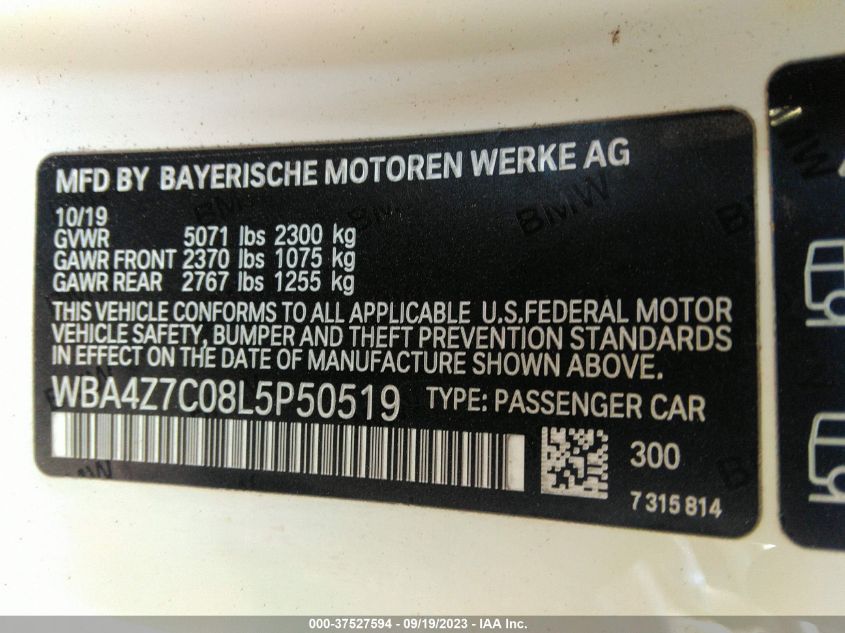 MFD BY BAYERISCHE MOTOREN WERKE AG
10/19
GVWR 5071 lbs 2300 kg
GAWR FRONT 2370 lbs 1075 kg
GAWR REAR 2767 lbs 1255 kg
THIS VEHICLE CONFORMS TO ALL APPLICABLE U.S.FEDERAL MOTOR
VEHICLE SAFETY, BUMPER AND THEFT PREVENTION STANDARDS
IN EFFECT ON THE DATE OF MANUFACTURE SHOWN ABOVE.
WBA4Z7C08L5P50519 TYPE: PASSENGER CAR
300
7 315 814
000-37527594 - 09/19/2023 - IAA Inc.